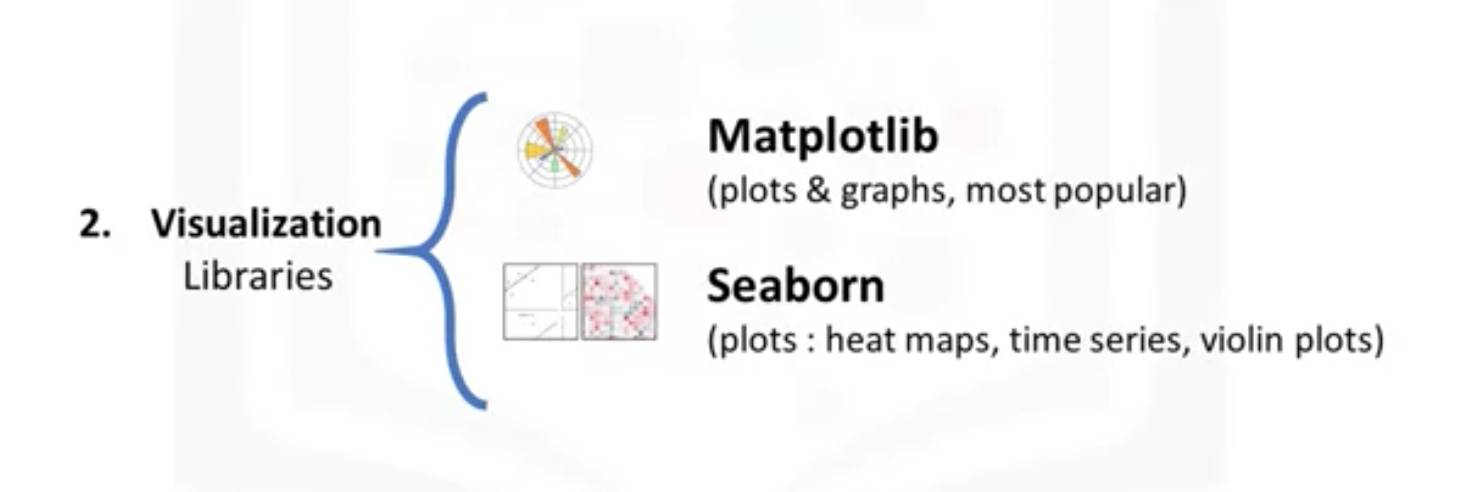 2. Visualization
Libraries
Matplotlib
(plots & graphs, most popular)
Seaborn
(plots : heat maps, time series, violin plots)